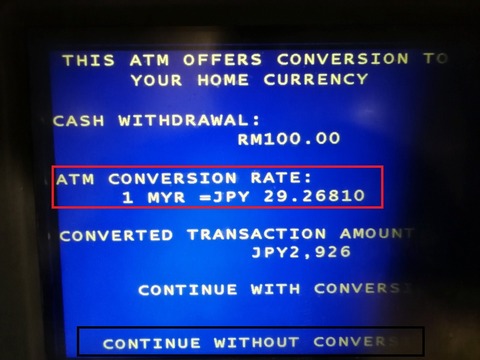 THIS ATM OFFERS CONVERSION TO
YOUR HOME CURRENCY
CASH WITHDRAWAL:
RM100.00
ATM CONVERSION RATE:
1 MYR =JPY 29.26810
CONVERTED TRANSACTION AMOUNT
JPY2,926
CONTINUE WITH CONVERSI
CONTINUE WITHOUT CONVERS